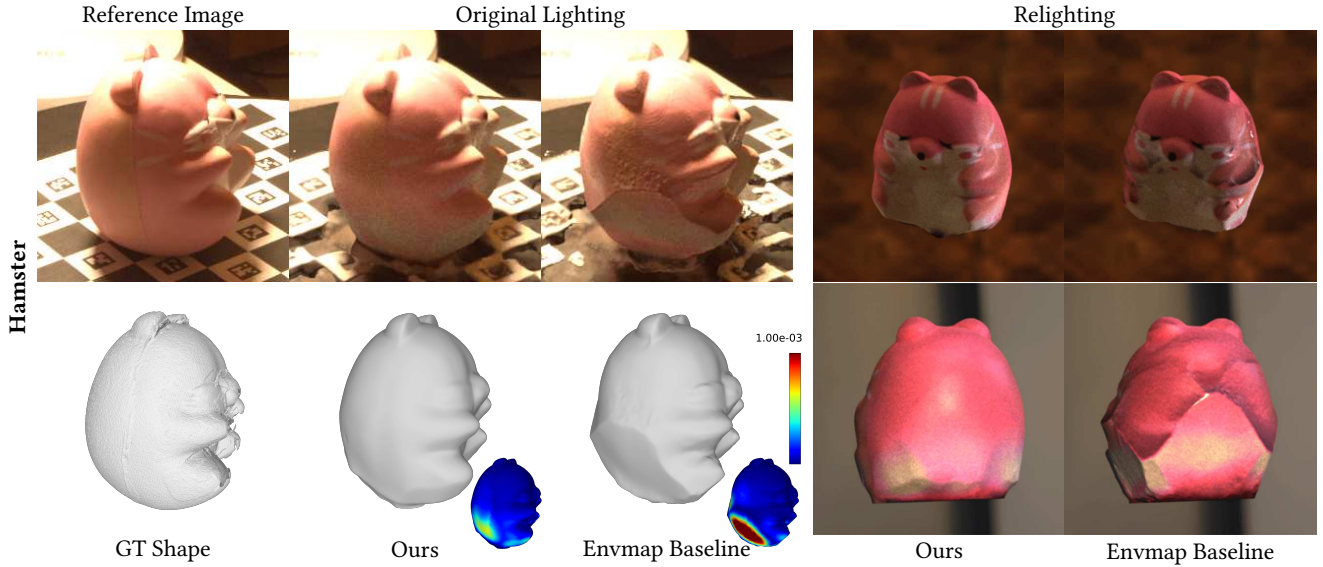 Reference Image
Original Lighting
Relighting
Hamster
1.00e-03
GT Shape
Ours
Envmap Baseline
Ours
Envmap Baseline